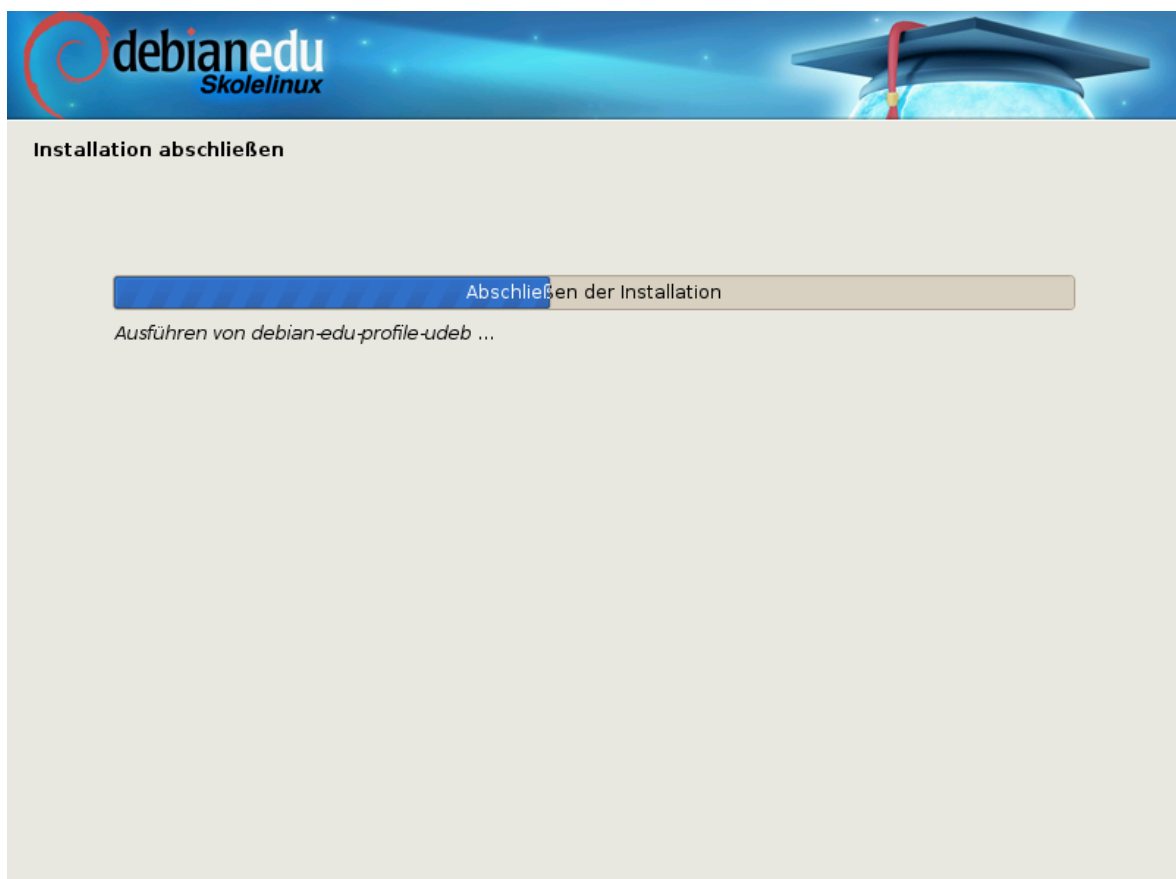 debianedu
Skolelinux
Installation abschließen
Abschließen der Installation
Ausführen von debian-edu-profile-udeb ...